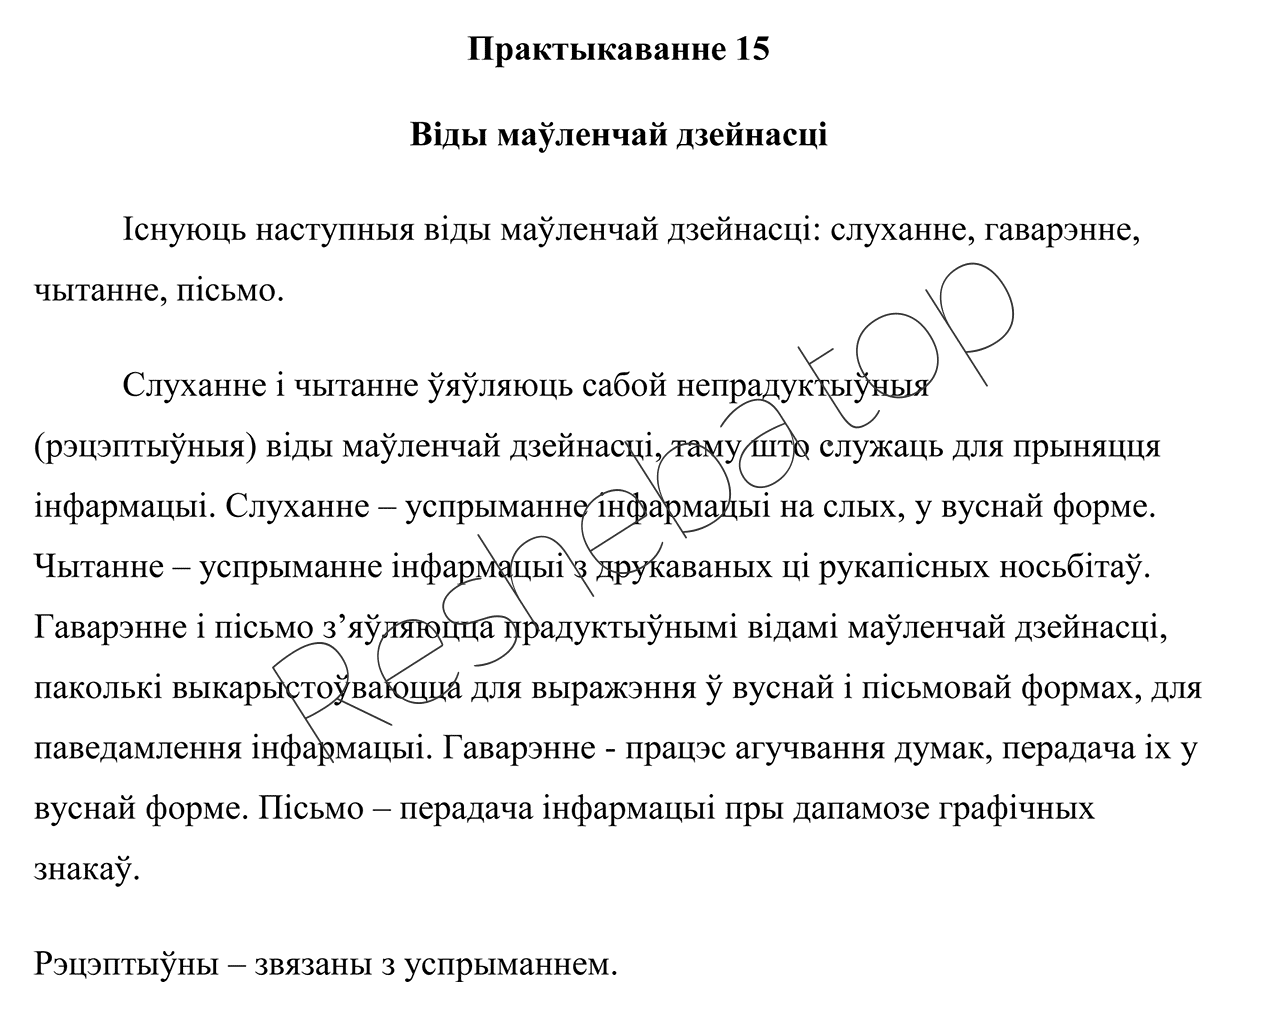 Практыкаванне 15
Віды маўленчай дзейнасці
Існуюць наступныя віды маўленчай дзейнасці: слуханне, гаварэнне,
чытанне, пісьмо.
Слуханне і чытанне ўяўляюць сабой непрадуктыўныя
(рэцэптыўныя) віды маўленчай дзейнасці, таму што служаць для прыняцця
інфармацыі. Слуханне – успрыманне інфармацыі на слых, у вуснай форме.
Чытанне – успрыманне інфармацыі з друкаваных ці рукапісных носьбітаў.
Гаварэнне і пісьмо з’яўляюцца прадуктыўнымі відамі маўленчай дзейнасці,
паколькі выкарыстоўваюцца для выражэння ў вуснай і пісьмовай формах, для
паведамлення інфармацыі. Гаварэнне - працэс агучвання думак, перадача іх у
вуснай форме. Пісьмо – перадача інфармацыі пры дапамозе графічных
знакаў.
Рэцэптыўны – звязаны з успрыманнем.
Resheba.top